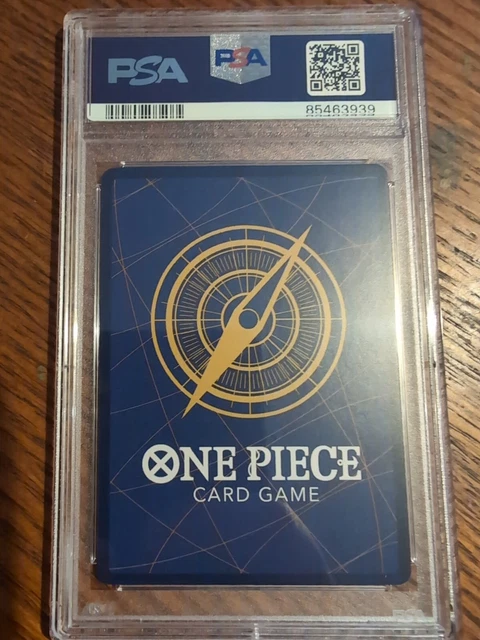 PSA
PSA
85463939
ONE PIECE
CARD GAME